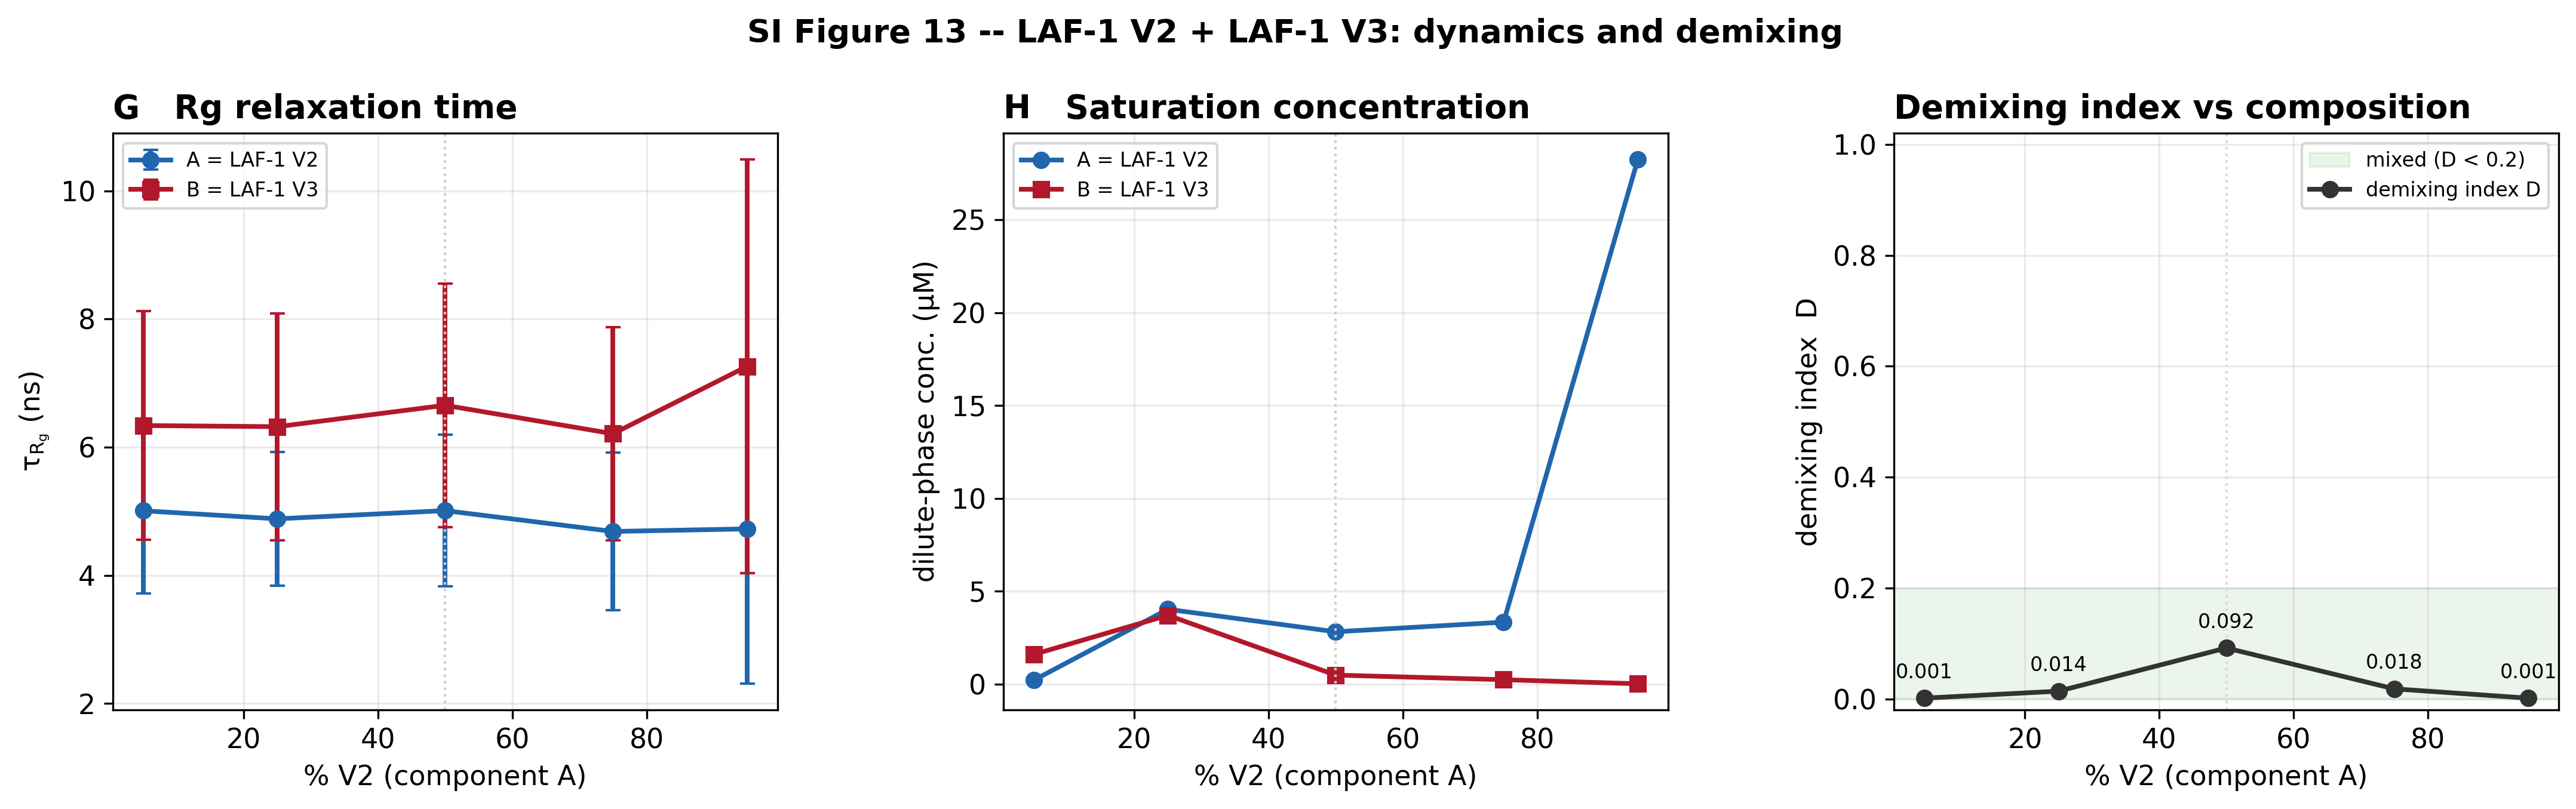 SI Figure 13 -- LAF-1 V2 + LAF-1 V3: dynamics and demixing
G Rg relaxation time
A = LAF-1 V2
B = LAF-1 V3
10
8
6
4
2
20 40 60 80
τRg (ns)
% V2 (component A)
H Saturation concentration
A = LAF-1 V2
B = LAF-1 V3
25
20
15
10
5
0
20 40 60 80
dilute-phase conc. (μM)
% V2 (component A)
Demixing index vs composition
mixed (D < 0.2)
demixing index D
1.0
0.8
0.6
0.4
0.2
0.0
0.001 0.014 0.092 0.018 0.001
20 40 60 80
demixing index D
% V2 (component A)